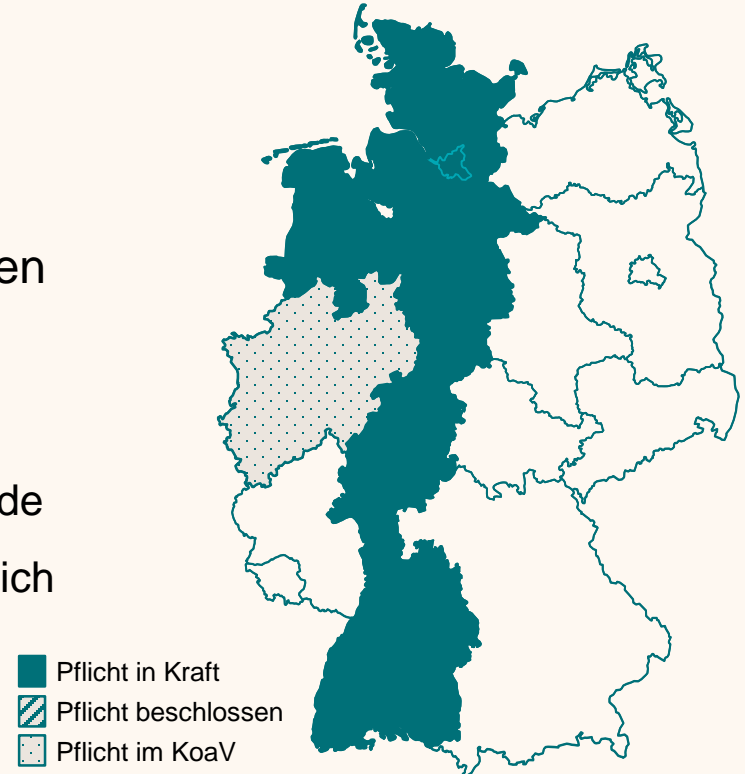 en
de
ich
Pflicht in Kraft
Pflicht beschlossen
Pflicht im KoaV